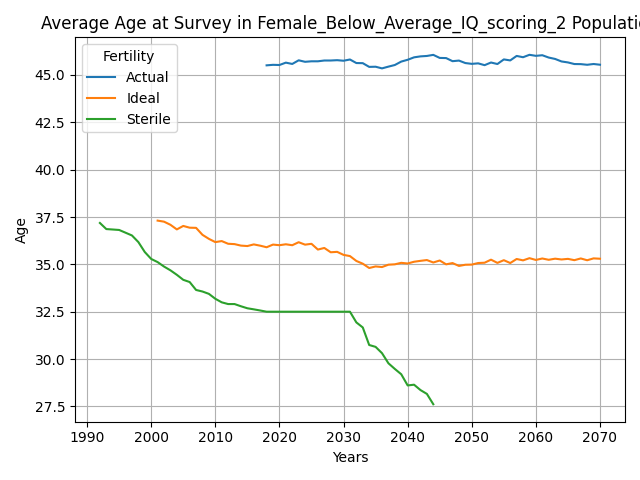 Average Age at Survey in Female_Below_Average_IQ_scoring_2 Populatio
Fertility
Actual
Ideal
Sterile
45.0
42.5
40.0
37.5
35.0
32.5
30.0
27.5
Age
1990 2000 2010 2020 2030 2040 2050 2060 2070
Years